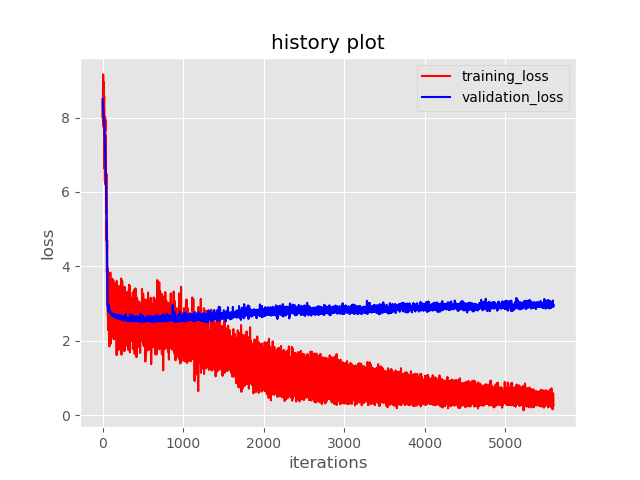 history plot
training_loss
validation_loss
loss
8
6
4
2
0
0 1000 2000 3000 4000 5000
iterations